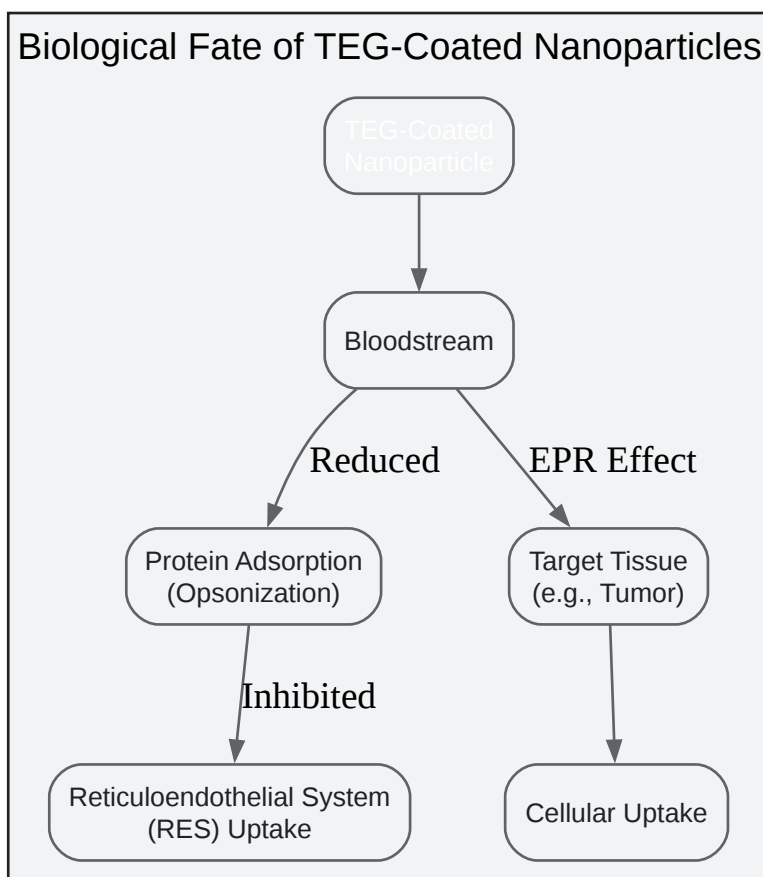 Biological Fate of TEG-Coated Nanoparticles
TEG-Coated
Nanoparticle
Bloodstream
Reduced
EPR Effect
Protein Adsorption
(Opsonization)
Target Tissue
(e.g., Tumor)
Inhibited
Reticuloendothelial System
(RES) Uptake
Cellular Uptake